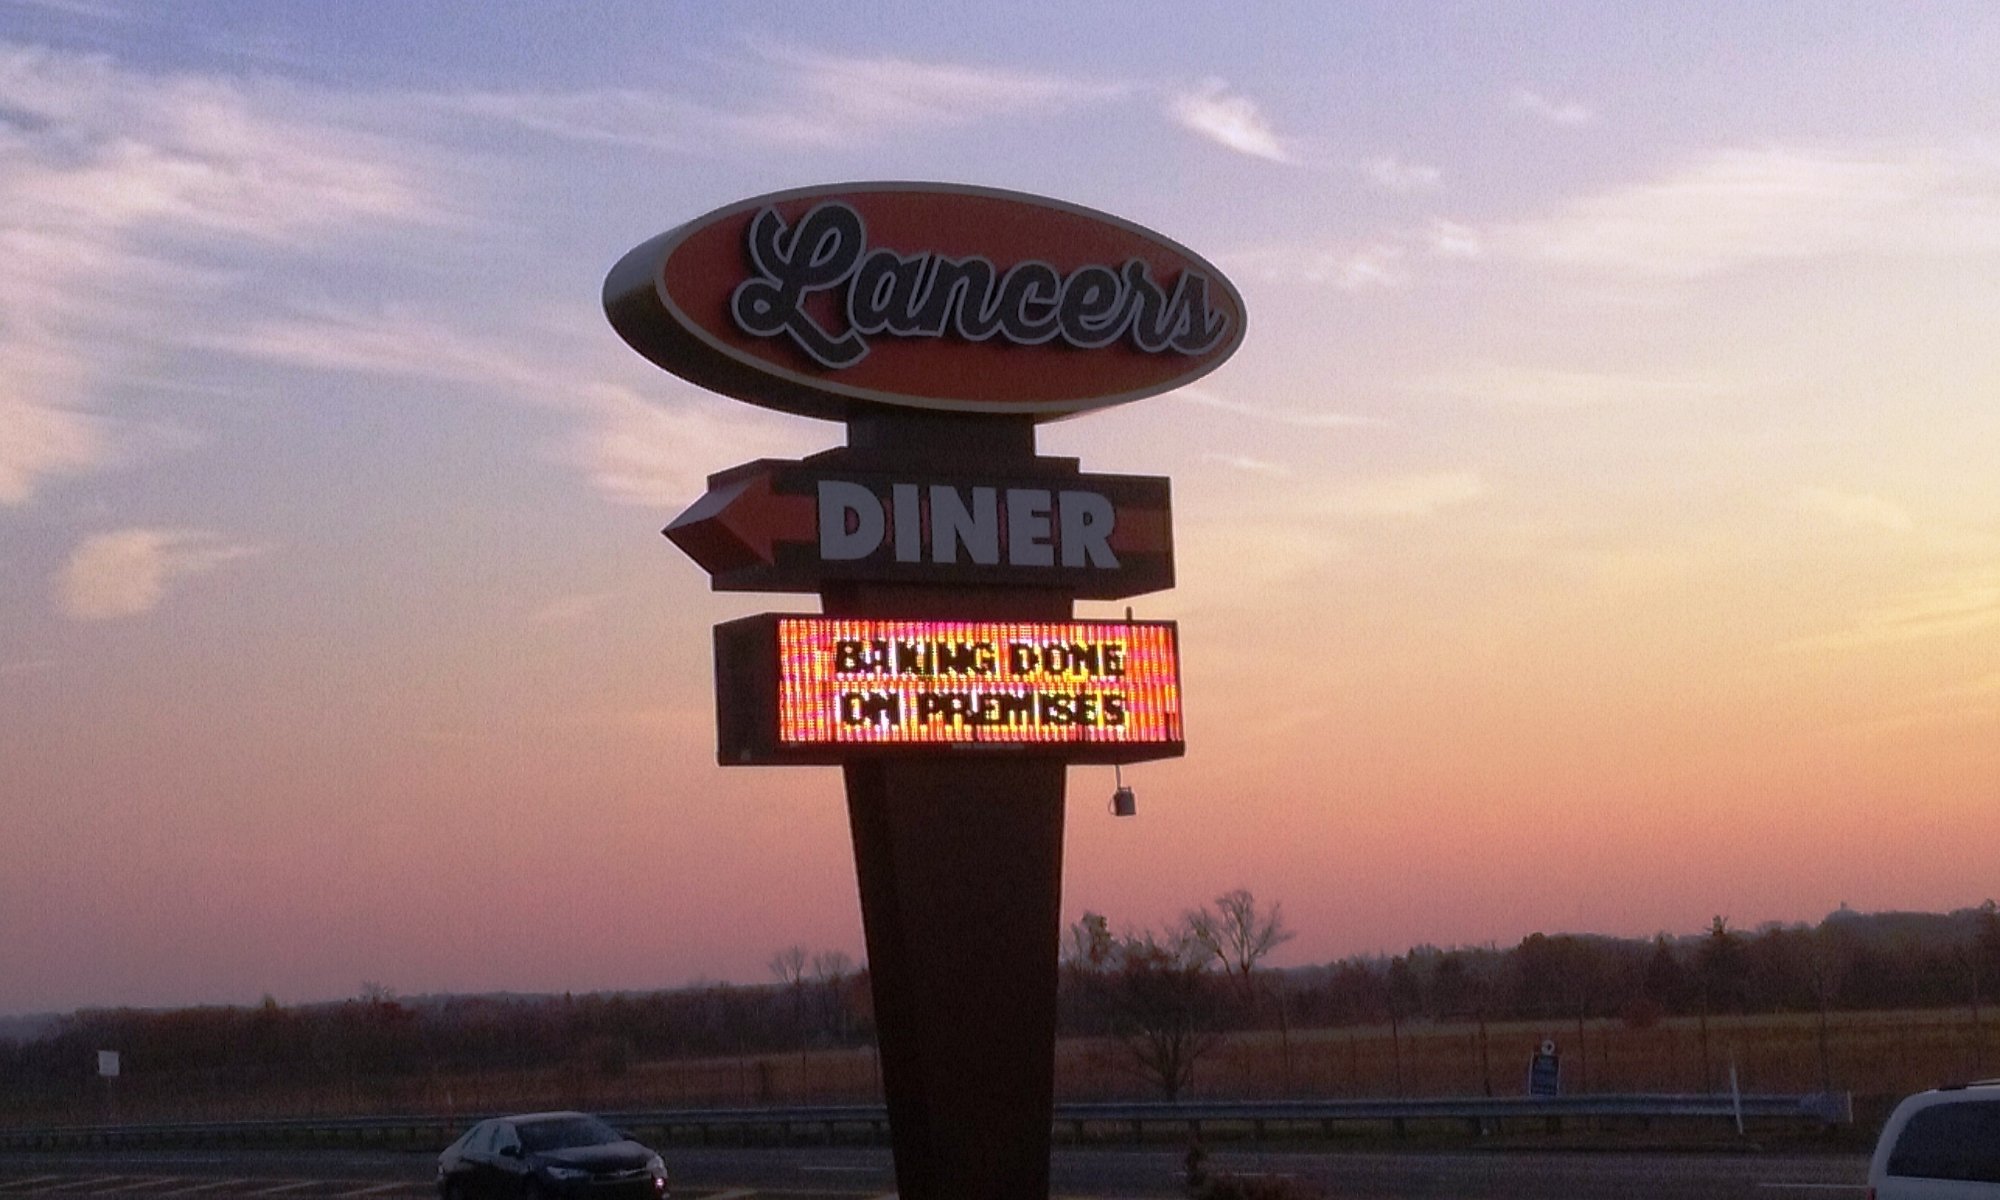 Lancers
DINER
BAKING DONE
ON PREMISES